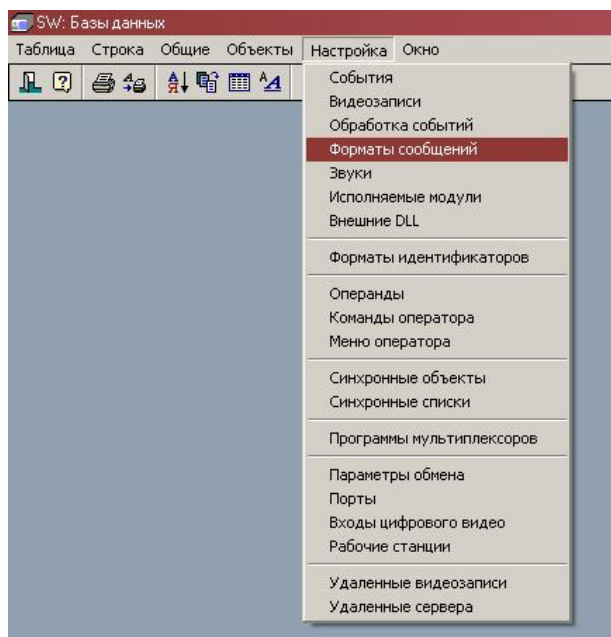 SW: Базы данных
Таблица Строка Общие Объекты Настройка Окно
События
Видеозаписи
Обработка событий
Форматы сообщений
Звуки
Исполняемые модули
Внешние DLL
Форматы идентификаторов
Операнды
Команды оператора
Меню оператора
Синхронные объекты
Синхронные списки
Программы мультиплексоров
Параметры обмена
Порты
Входы цифрового видео
Рабочие станции
Удаленные видеозаписи
Удаленные сервера